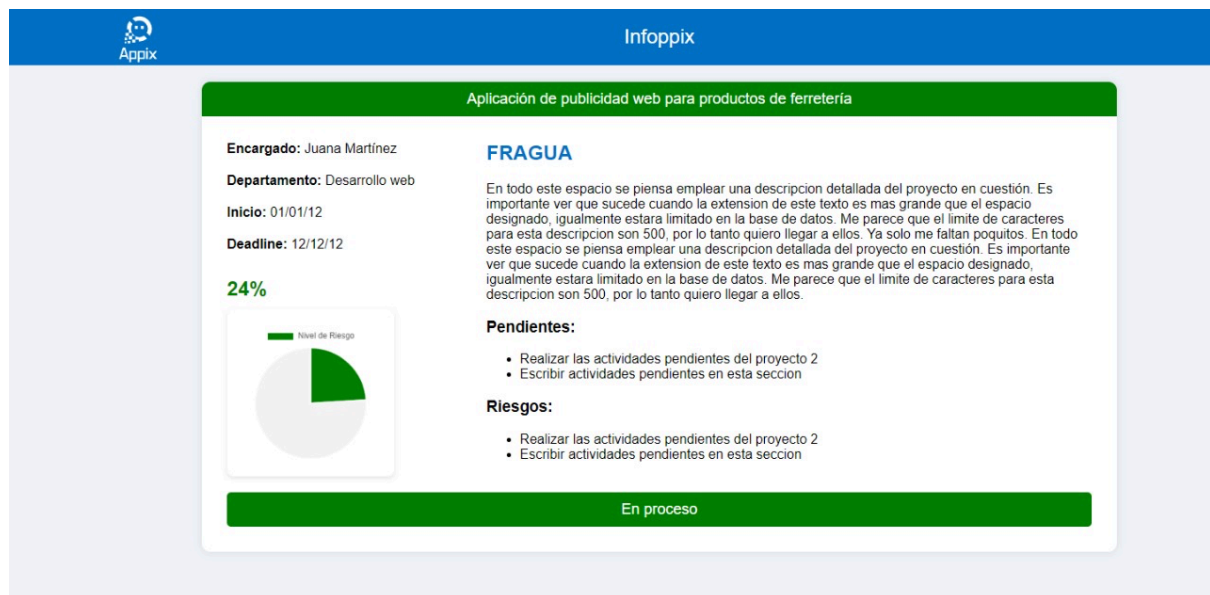 Appix
Infoppix
Aplicación de publicidad web para productos de ferretería
Encargado: Juana Martínez
Departamento: Desarrollo web
Inicio: 01/01/12
Deadline: 12/12/12
24%
Nivel de Riesgo
FRAGUA
En todo este espacio se piensa emplear una descripcion detallada del proyecto en cuestión. Es
importante ver que sucede cuando la extension de este texto es mas grande que el espacio
designado, igualmente estara limitado en la base de datos. Me parece que el limite de caracteres
para esta descripcion son 500, por lo tanto quiero llegar a ellos. Ya solo me faltan poquitos. En todo
este espacio se piensa emplear una descripcion detallada del proyecto en cuestión. Es importante
ver que sucede cuando la extension de este texto es mas grande que el espacio designado,
igualmente estara limitado en la base de datos. Me parece que el limite de caracteres para esta
descripcion son 500, por lo tanto quiero llegar a ellos.
Pendientes:
• Realizar las actividades pendientes del proyecto 2
• Escribir actividades pendientes en esta seccion
Riesgos:
• Realizar las actividades pendientes del proyecto 2
• Escribir actividades pendientes en esta seccion
En proceso